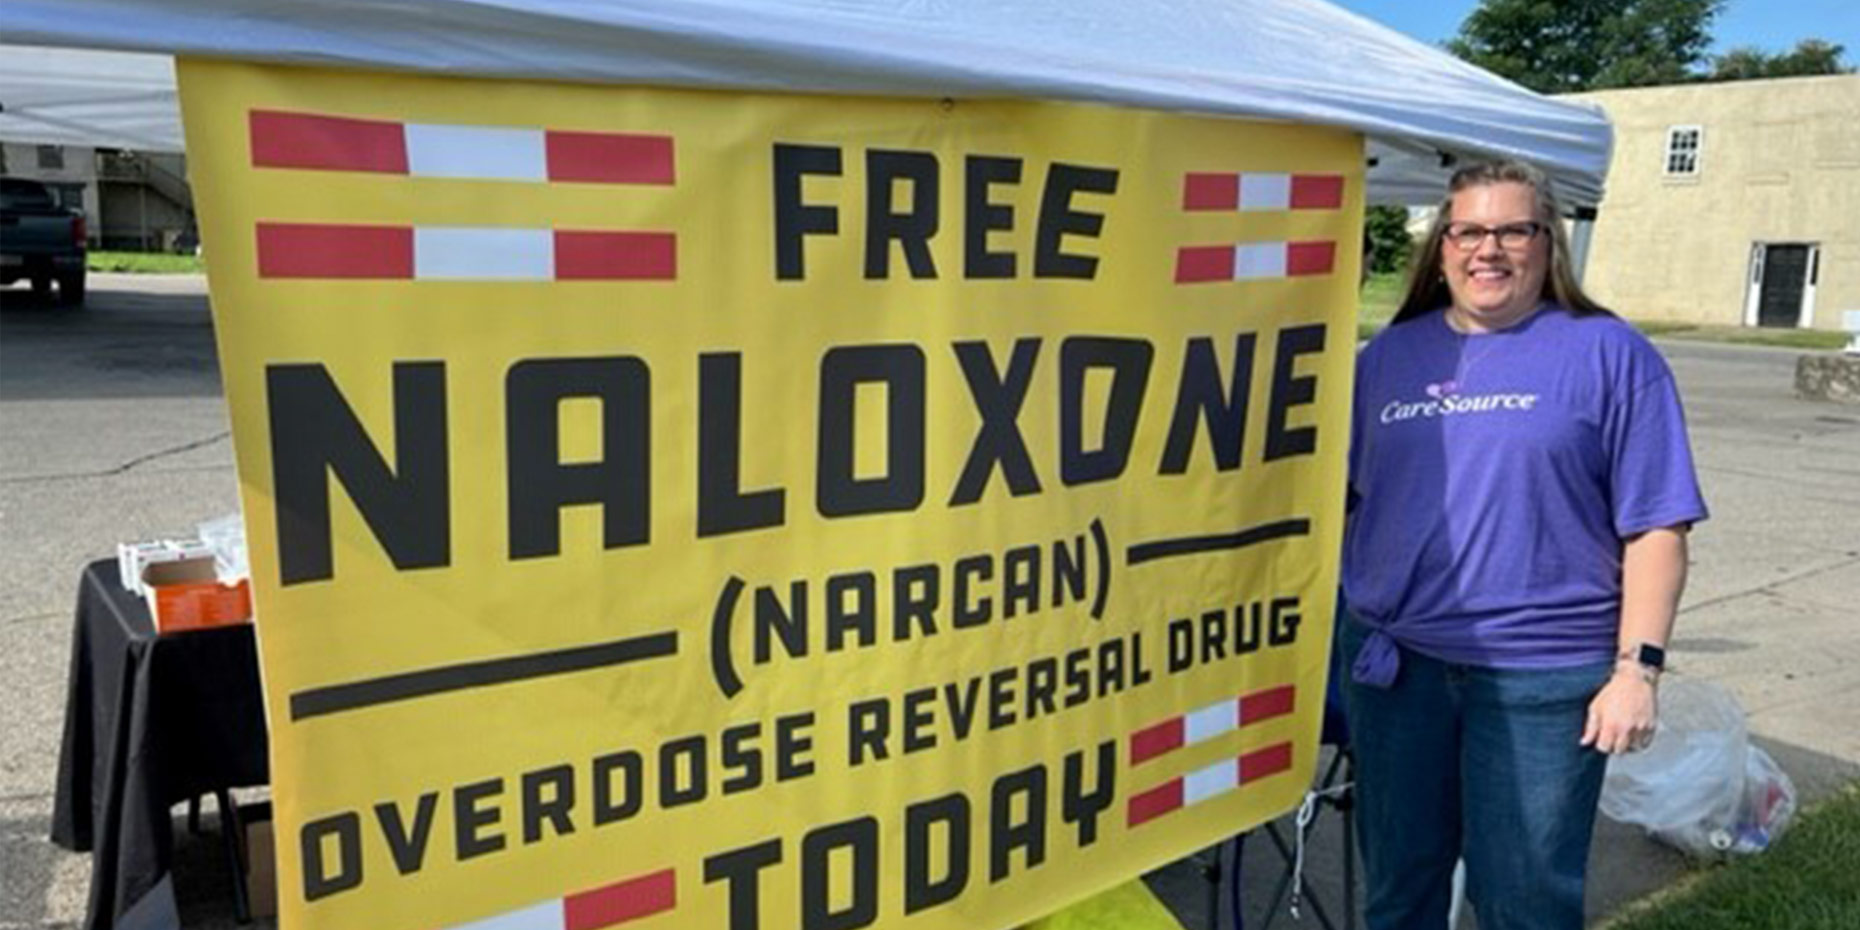 FREE
NALOXONE
(NARCAN)
OVERDOSE REVERSAL DRUG
TODAY
CareSource